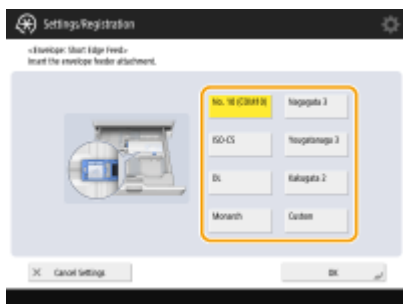 Settings/Registration
<Envelope: Short Edge Feed>
Insert the envelope feeder attachment.
No. 10 (COM10)
Nagagata 3
ISO-C5
Yougatanaga 3
DL
Kakugata 2
Monarch
Custom
Cancel Settings
OK